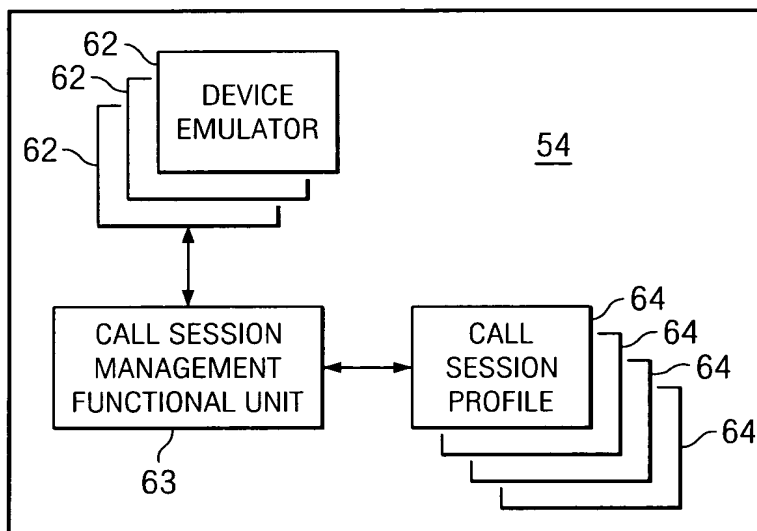 62
62
62
DEVICE
EMULATOR
54
CALL SESSION
MANAGEMENT
FUNCTIONAL UNIT
63
CALL
SESSION
PROFILE
64
64
64
64